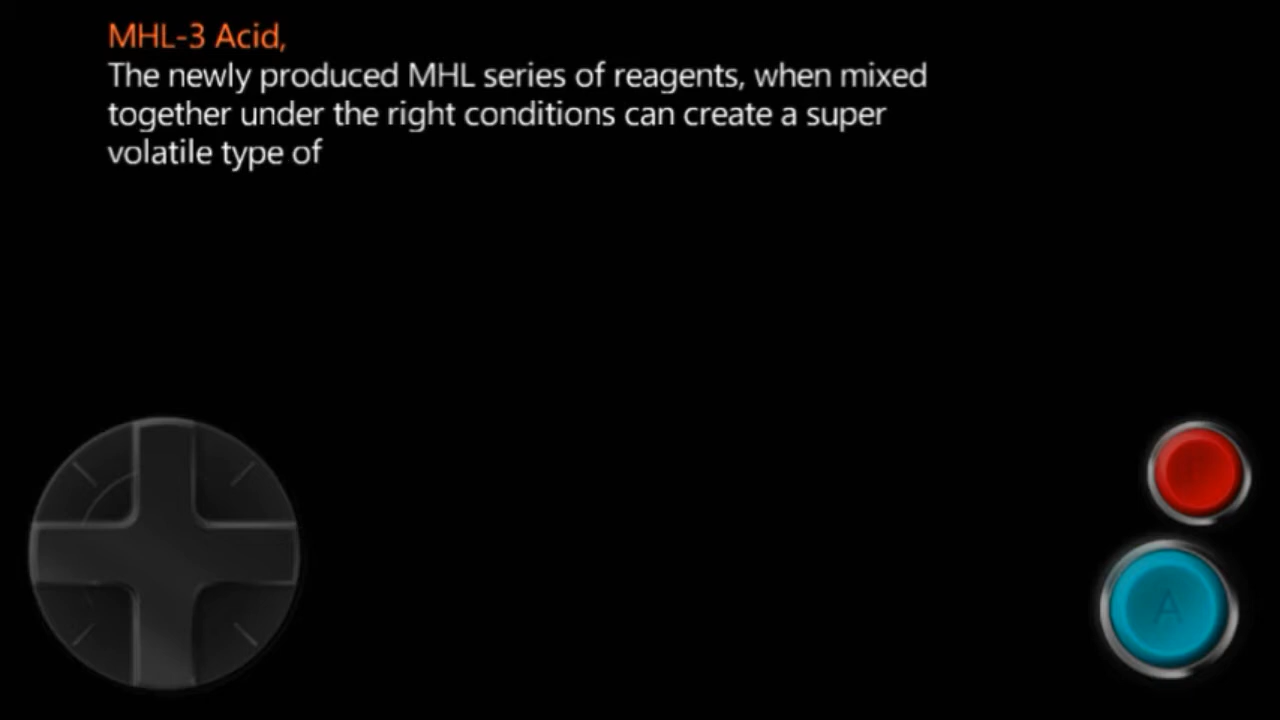 MHL-3 Acid,
The newly produced MHL series of reagents, when mixed
together under the right conditions can create a super
volatile type of
A